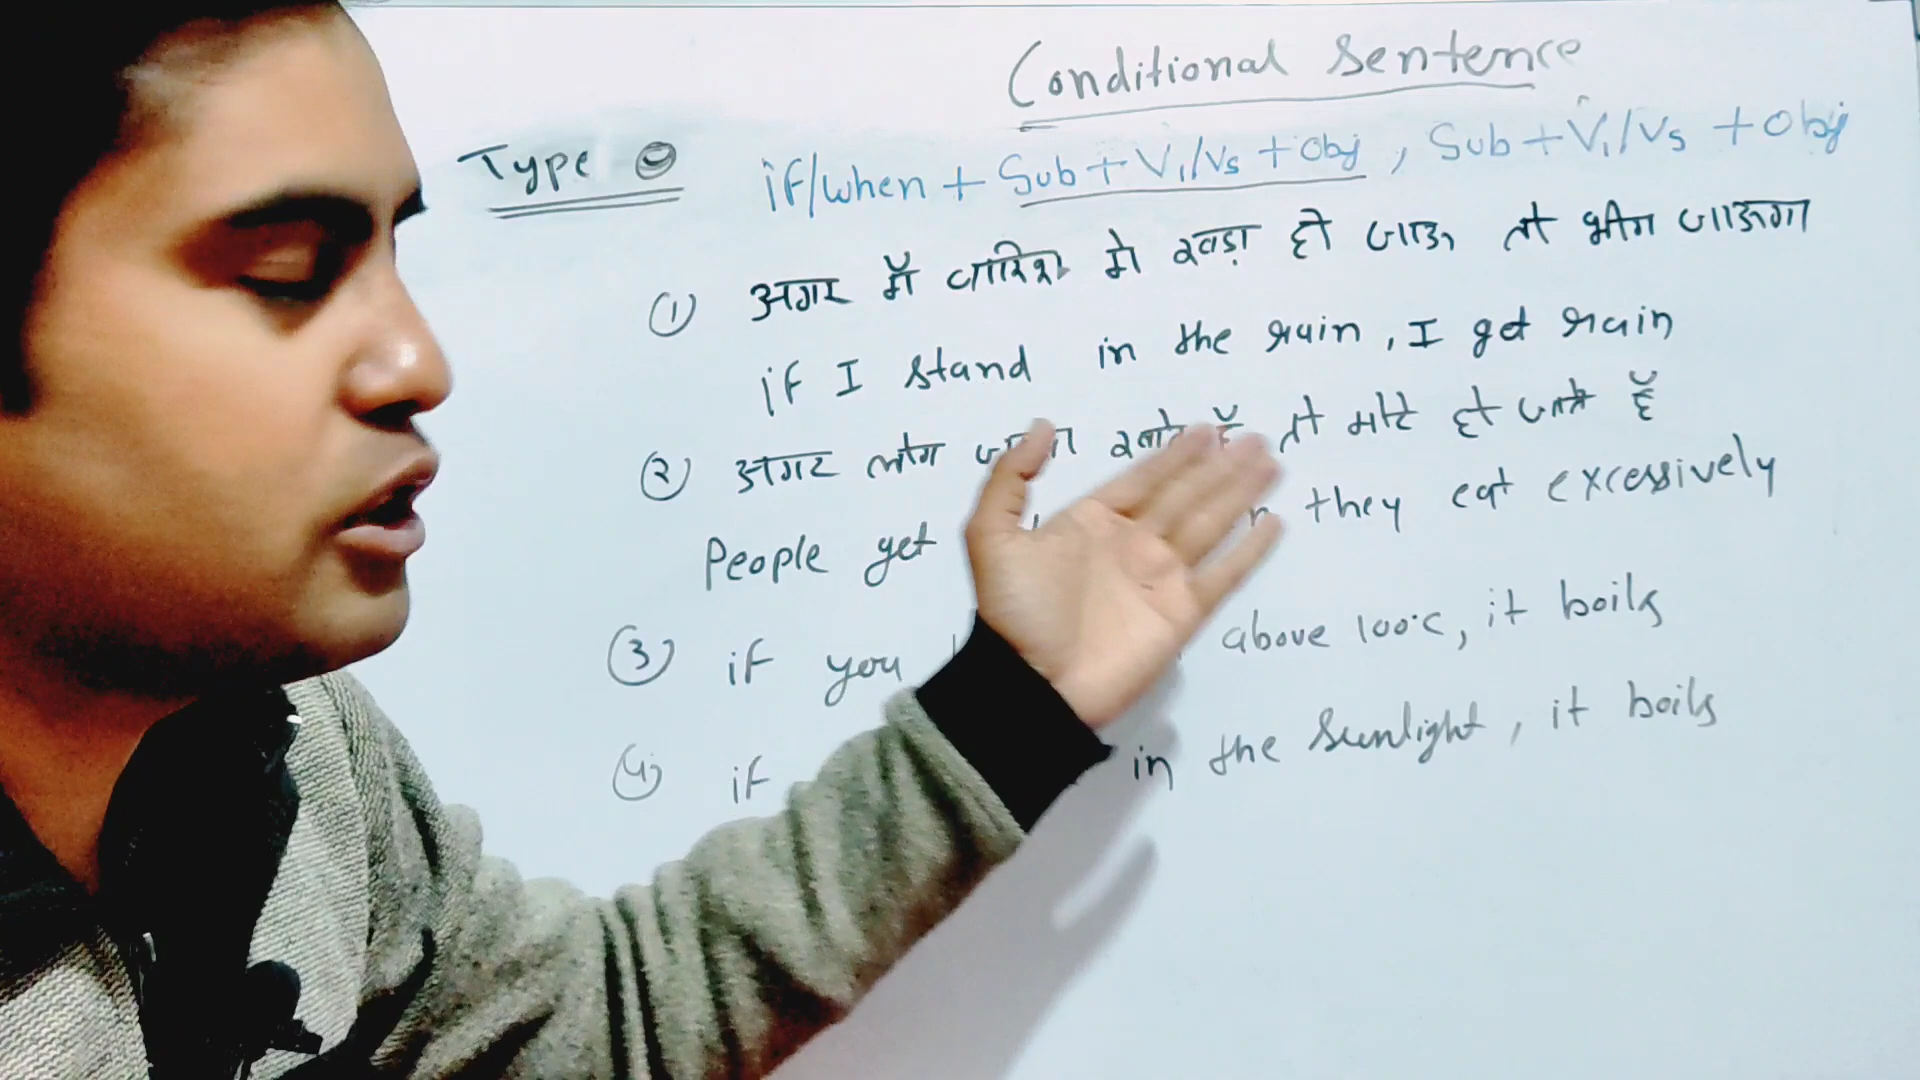 Conditional Sentence
Type 0 if/when + Sub + V1/Vs + Obj, Sub + V1/Vs + Obj
① अगर मैं बारिश मे खड़ा हो जाऊ तो भीग जाऊगा
if I stand in the rain, I get rain
② अगर लोग खाते हैं तो मोटे हो जाते हैं
People get they eat excessively
③ if you above 100°c, it boils
④ if in the sunlight, it boils